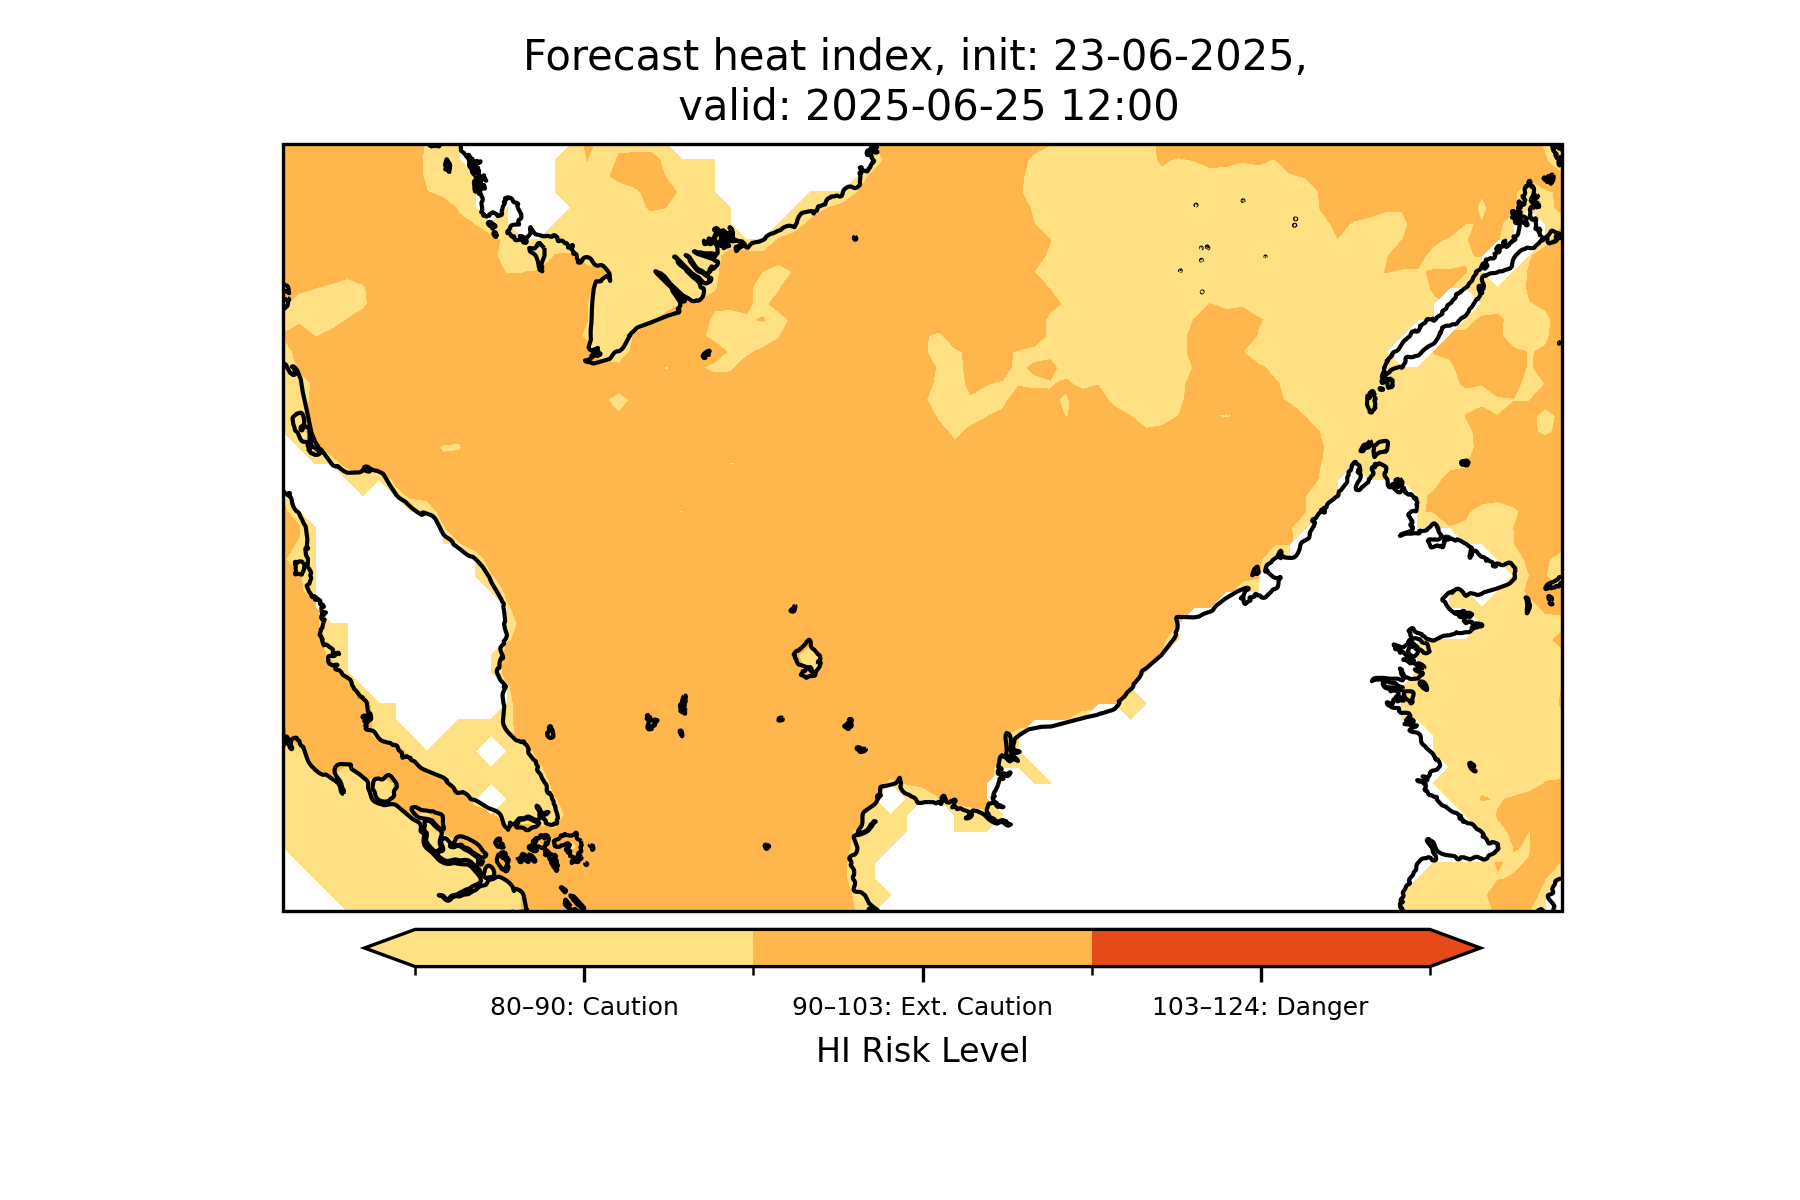 Forecast heat index, init: 23-06-2025,
valid: 2025-06-25 12:00
80–90: Caution
90–103: Ext. Caution
103–124: Danger
HI Risk Level